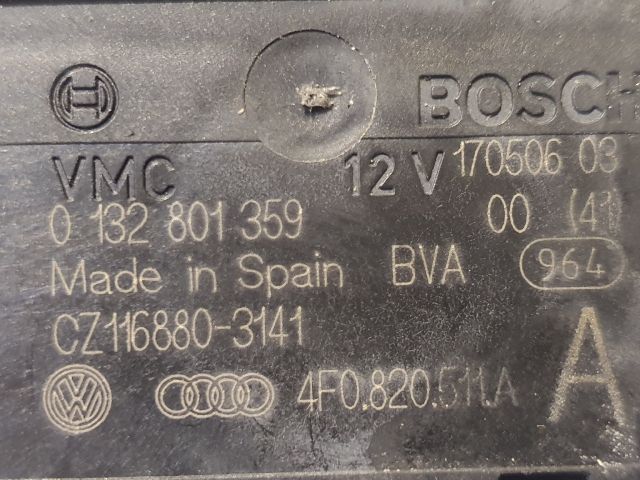 BOSCH
VMC 12V 170506 03
0 132 801 359 00 (41)
Made in Spain BVA 964
CZ116880-3141
4F0.820.511.A A